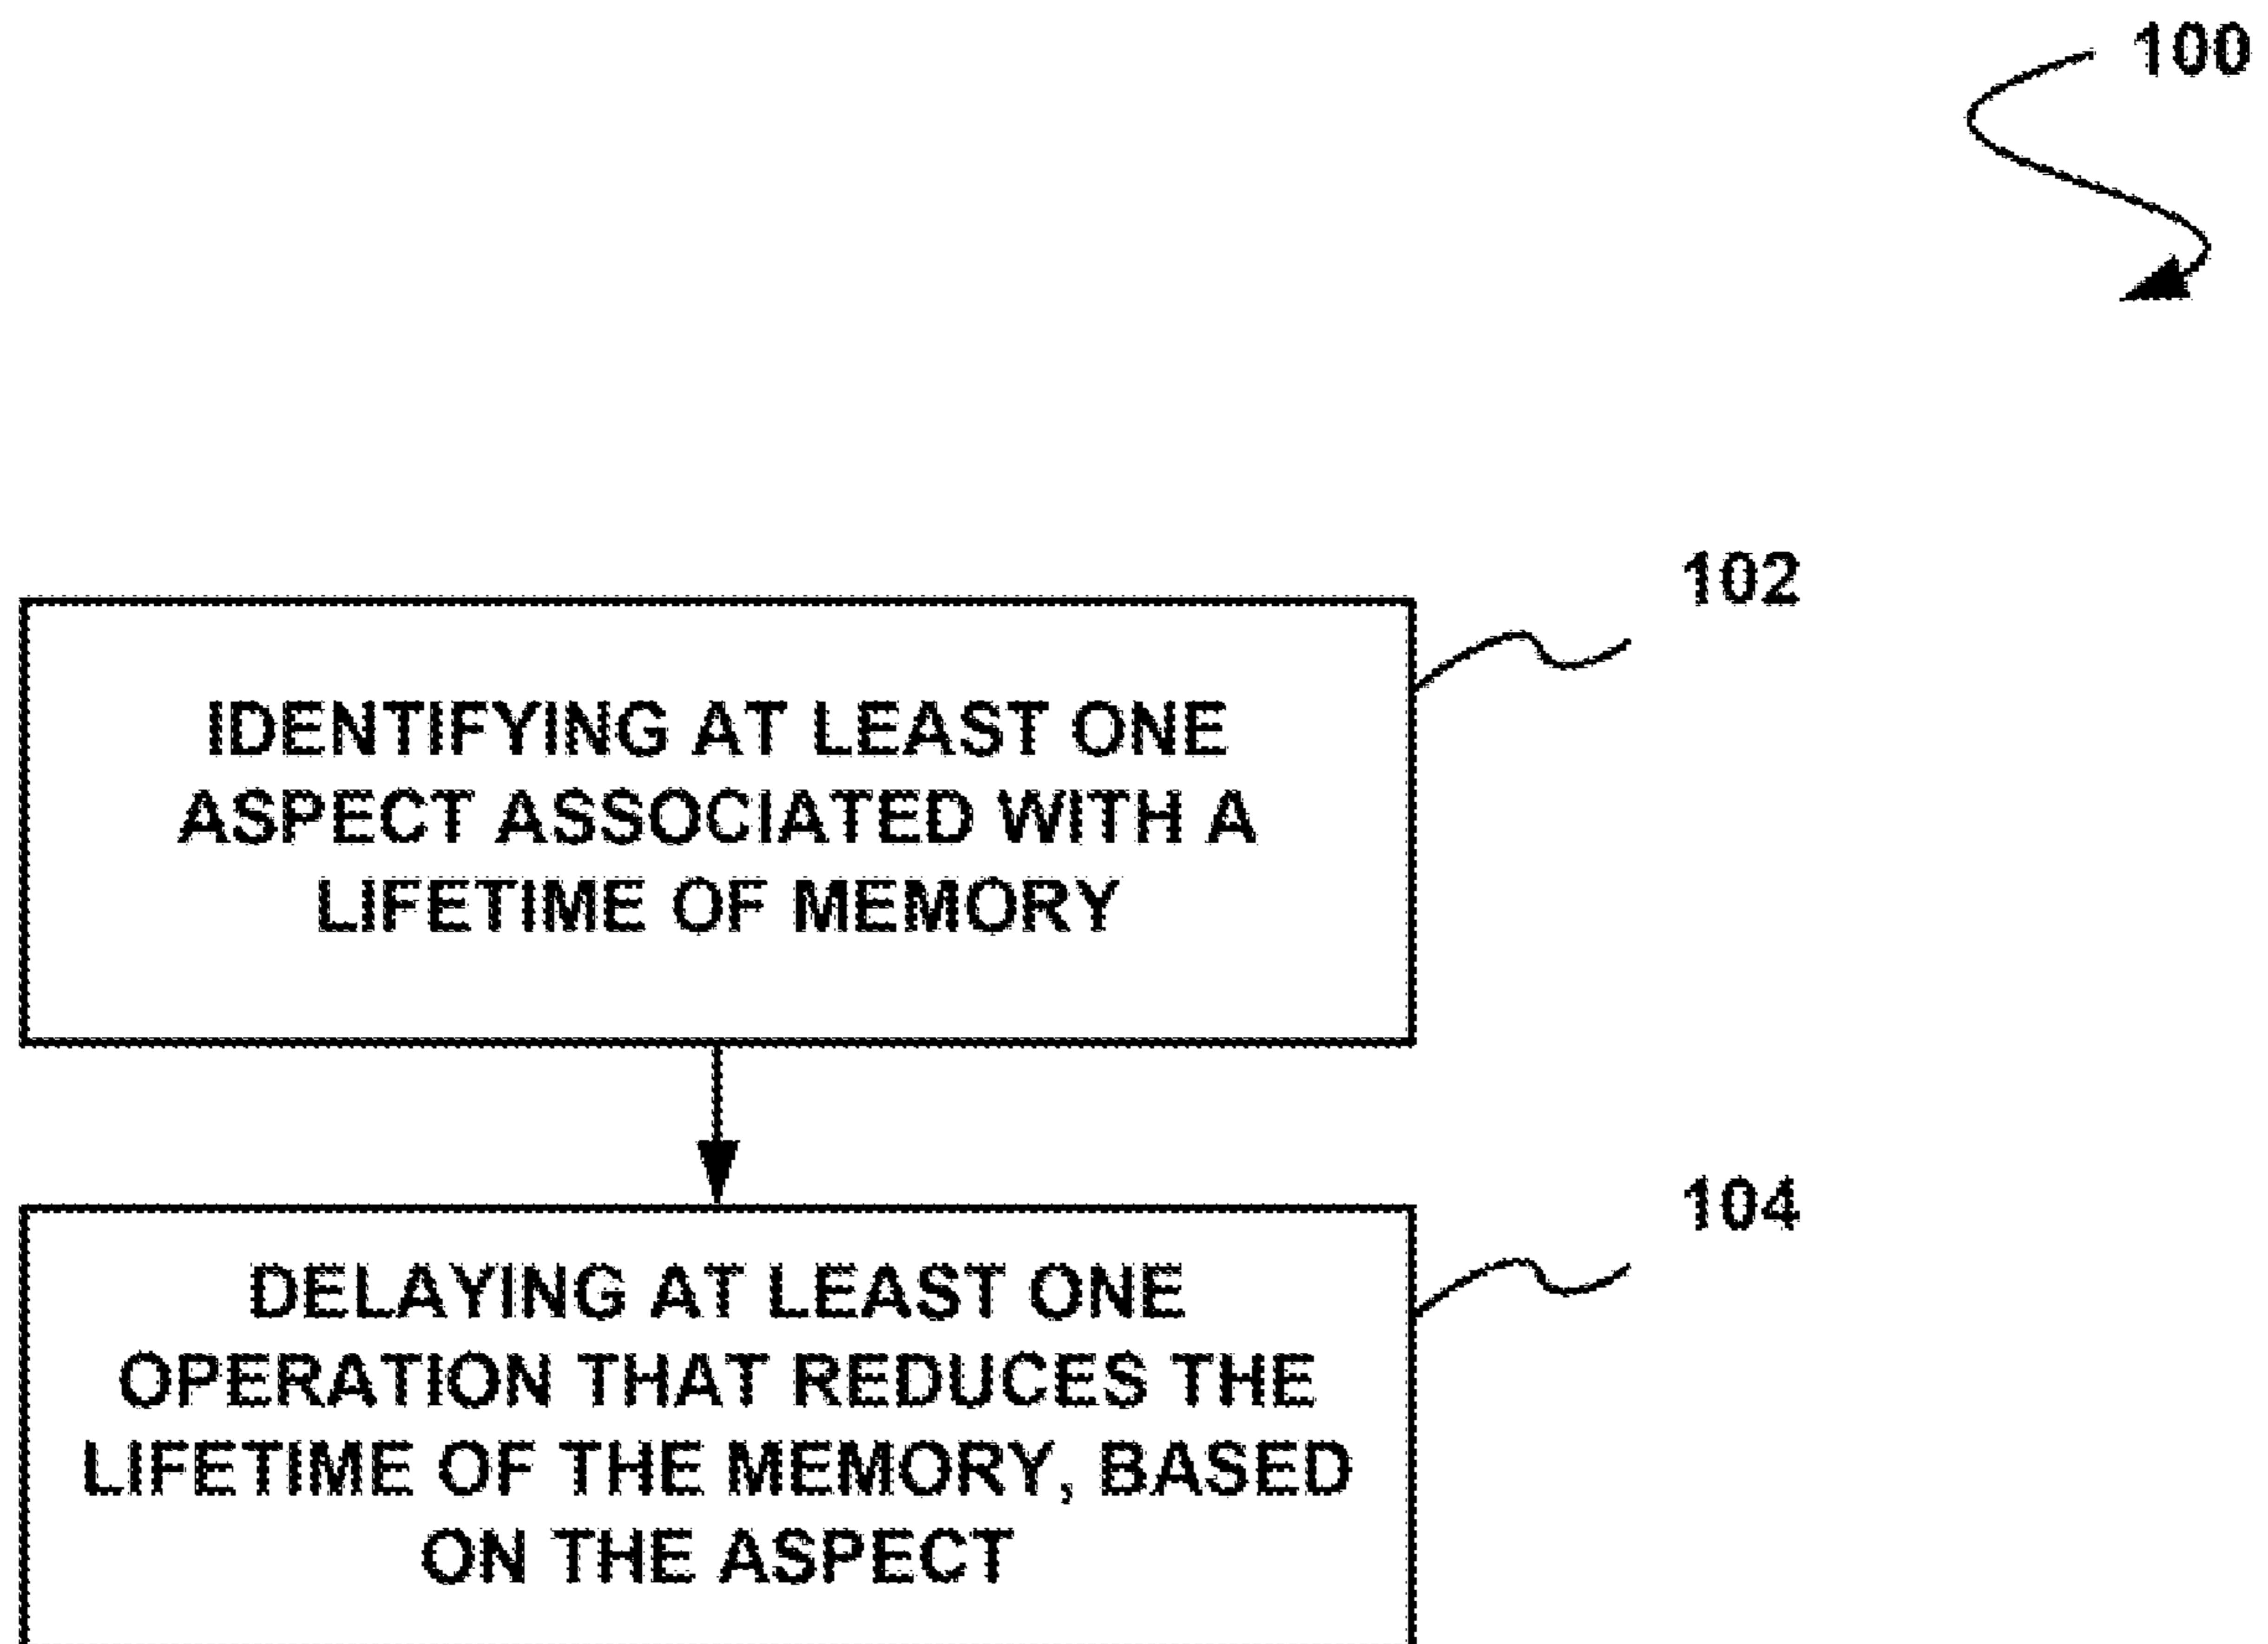 100
102
IDENTIFYING AT LEAST ONE
ASPECT ASSOCIATED WITH A
LIFETIME OF MEMORY
104
DELAYING AT LEAST ONE
OPERATION THAT REDUCES THE
LIFETIME OF THE MEMORY, BASED
ON THE ASPECT